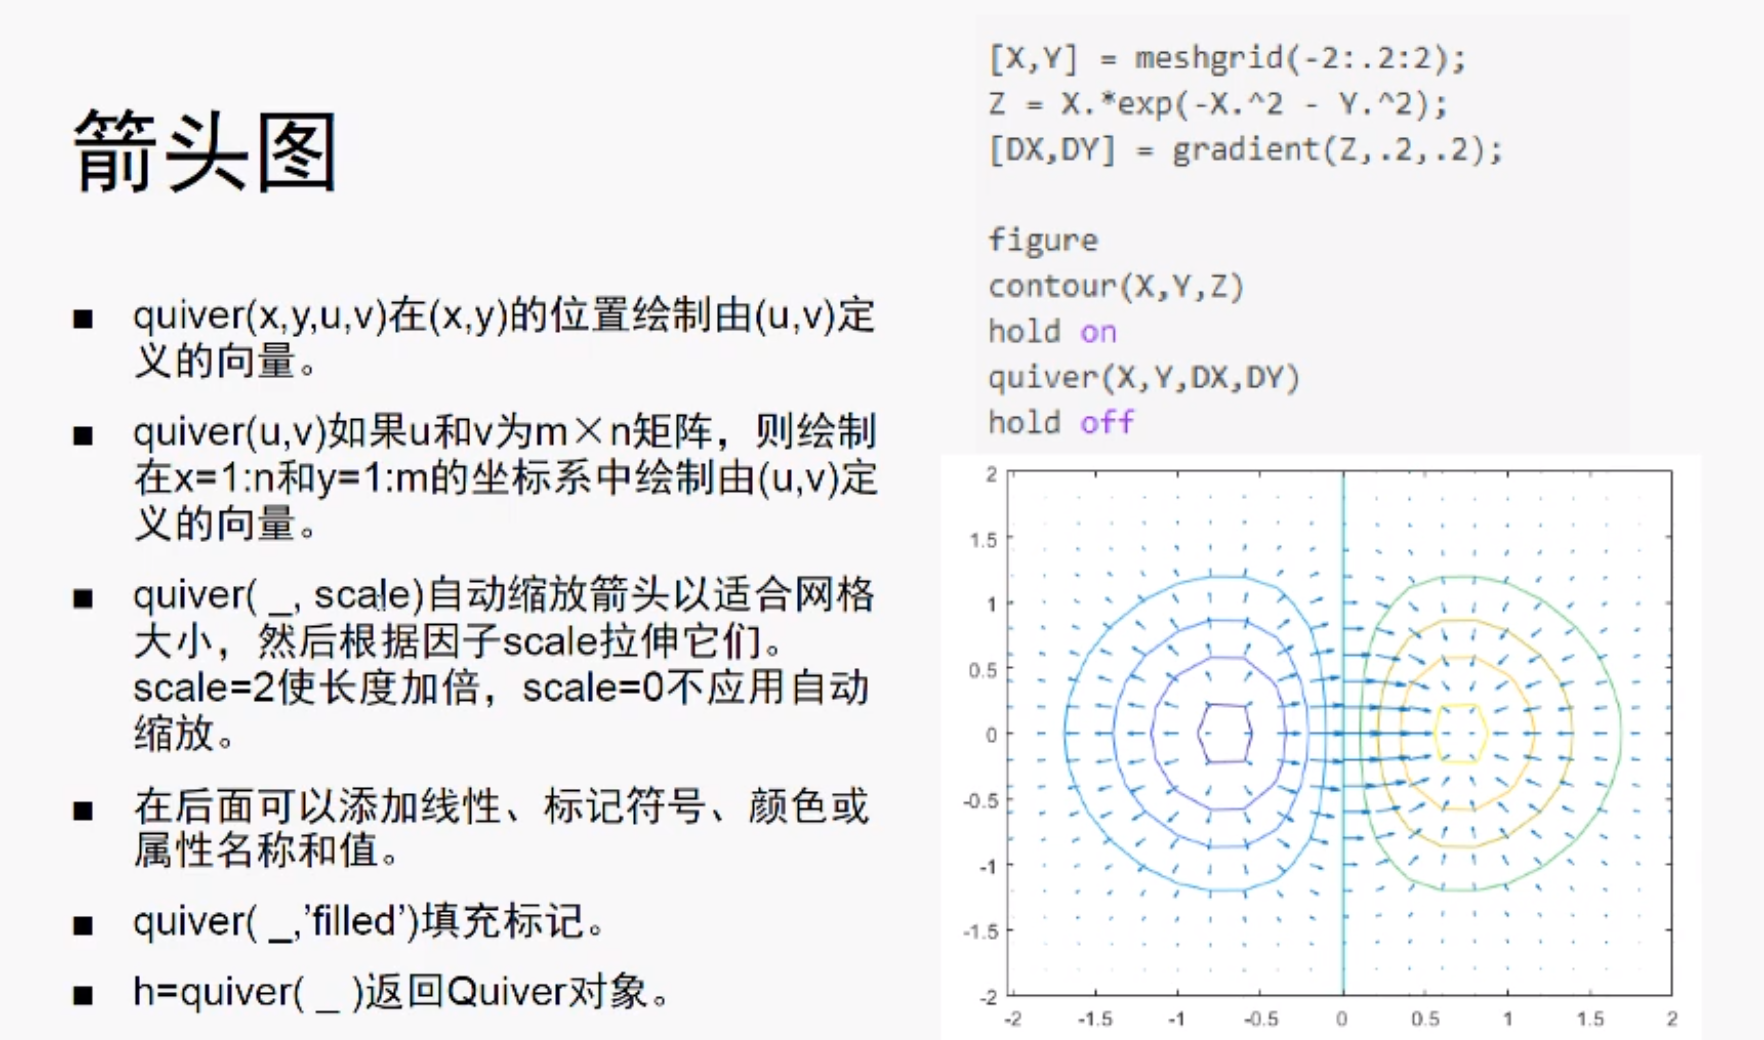 箭头图
■ quiver(x,y,u,v)在(x,y)的位置绘制由(u,v)定
义的向量。
■ quiver(u,v)如果u和v为m×n矩阵，则绘制
在x=1:n和y=1:m的坐标系中绘制由(u,v)定
义的向量。
■ quiver( _, scale)自动缩放箭头以适合网格
大小，然后根据因子scale拉伸它们。
scale=2使长度加倍，scale=0不应用自动
缩放。
■ 在后面可以添加线性、标记符号、颜色或
属性名称和值。
■ quiver( _,’filled’)填充标记。
■ h=quiver( _ )返回Quiver对象。
[X,Y] = meshgrid(-2:.2:2);
Z = X.*exp(-X.^2 - Y.^2);
[DX,DY] = gradient(Z,.2,.2);
figure
contour(X,Y,Z)
hold on
quiver(X,Y,DX,DY)
hold off
2
1.5
1
0.5
0
-0.5
-1
-1.5
-2
-2 -1.5 -1 -0.5 0 0.5 1 1.5 2